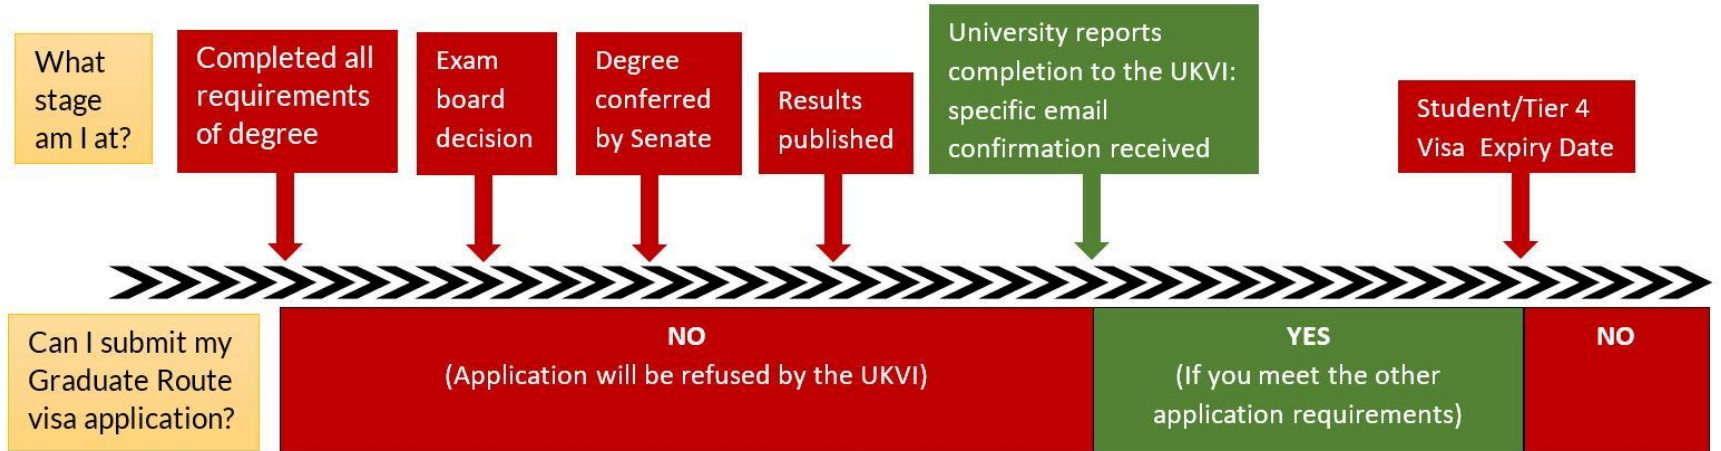 What
stage
am I at?
Completed all
requirements
of degree
Exam
board
decision
Degree
conferred
by Senate
Results
published
University reports
completion to the UKVI:
specific email
confirmation received
Student/Tier 4
Visa Expiry Date
Can I submit my
Graduate Route
visa application?
NO
(Application will be refused by the UKVI)
YES
(If you meet the other
application requirements)
NO